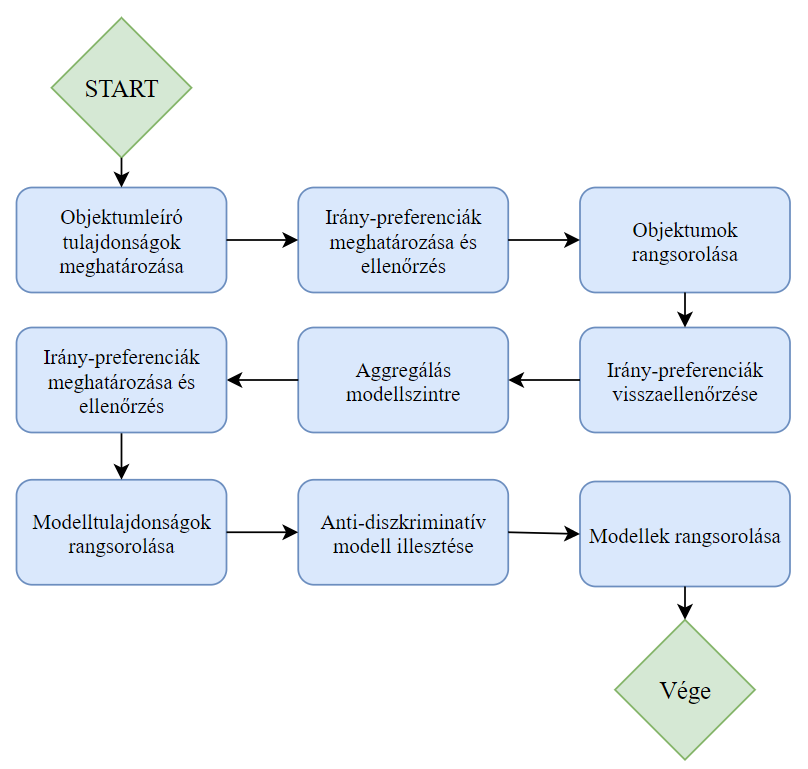 START
Objektumleíró
tulajdonságok
meghatározása
Irány-preferenciák
meghatározása és
ellenőrzés
Objektumok
rangsorolása
Irány-preferenciák
visszaellenőrzése
Aggregálás
modellszintre
Irány-preferenciák
meghatározása és
ellenőrzés
Modelltulajdonságok
rangsorolása
Anti-diszkriminatív
modell illesztése
Modellek rangsorolása
Vége